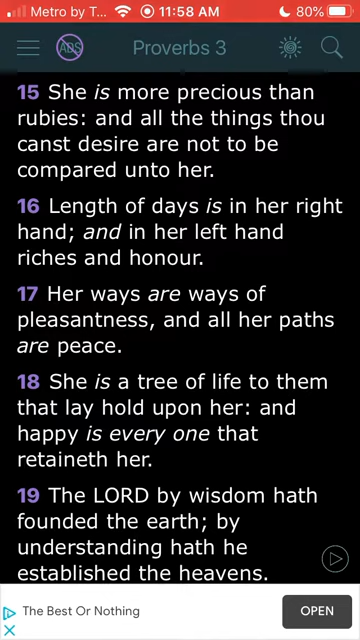 Metro by T... 11:58 AM 80%
ADS Proverbs 3
15 She is more precious than
rubies: and all the things thou
canst desire are not to be
compared unto her.
16 Length of days is in her right
hand; and in her left hand
riches and honour.
17 Her ways are ways of
pleasantness, and all her paths
are peace.
18 She is a tree of life to them
that lay hold upon her: and
happy is every one that
retaineth her.
19 The LORD by wisdom hath
founded the earth; by
understanding hath he
established the heavens.
The Best Or Nothing OPEN